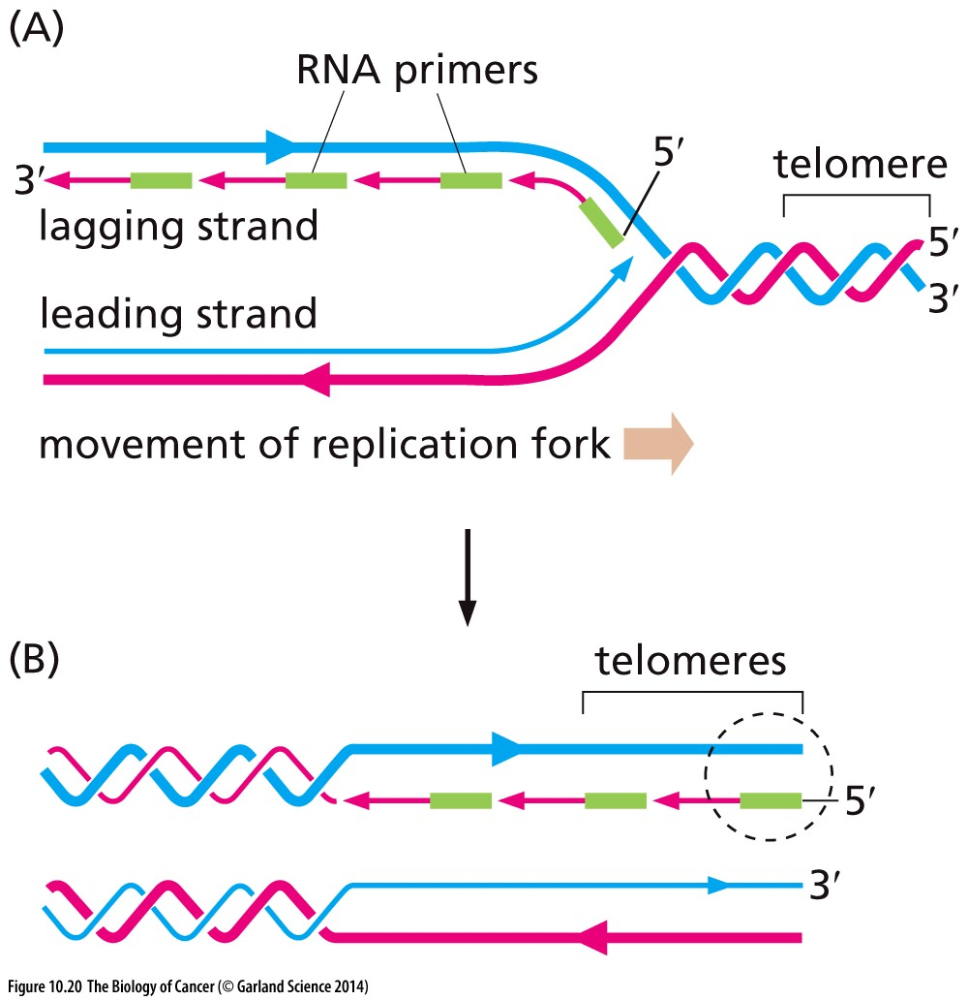 (A)
RNA primers
5′
telomere
3′
lagging strand
5′
3′
leading strand
movement of replication fork
(B)
telomeres
5′
3′
Figure 10.20 The Biology of Cancer (© Garland Science 2014)